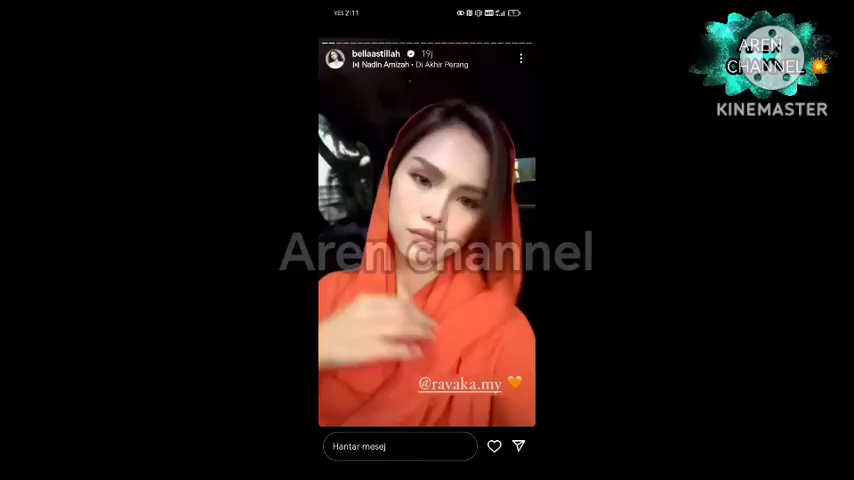 YES 2:11
bellaastillah 19j
Nadin Amizah • Di Akhir Perang
AREN
CHANNEL
KINEMASTER
Aren channel
@ravaka.my 🧡
Hantar mesej